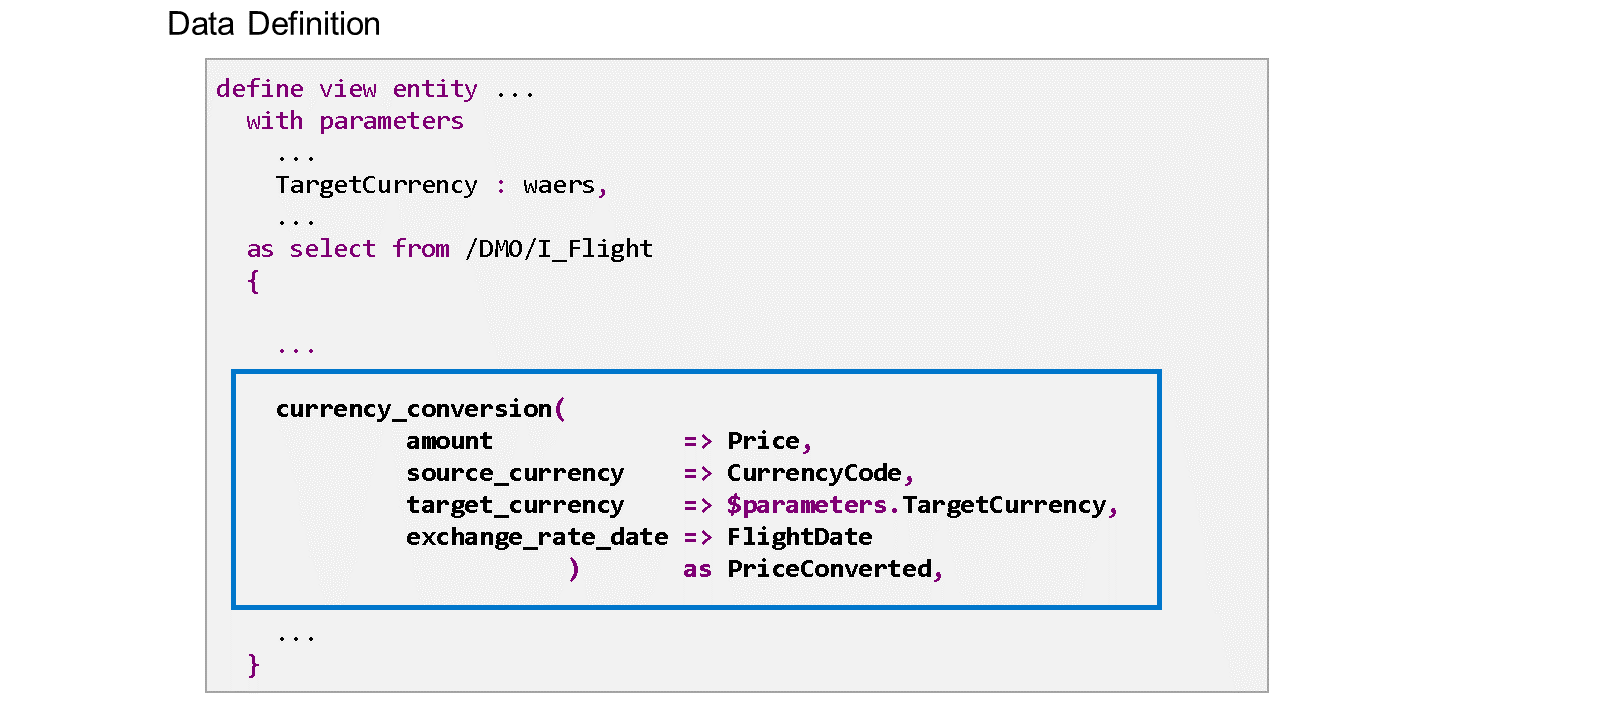 Data Definition
define view entity ...
with parameters
...
TargetCurrency : waers,
...
as select from /DMO/I_Flight
{
...
currency_conversion(
amount => Price,
source_currency => CurrencyCode,
target_currency => $parameters.TargetCurrency,
exchange_rate_date => FlightDate
) as PriceConverted,
...
}